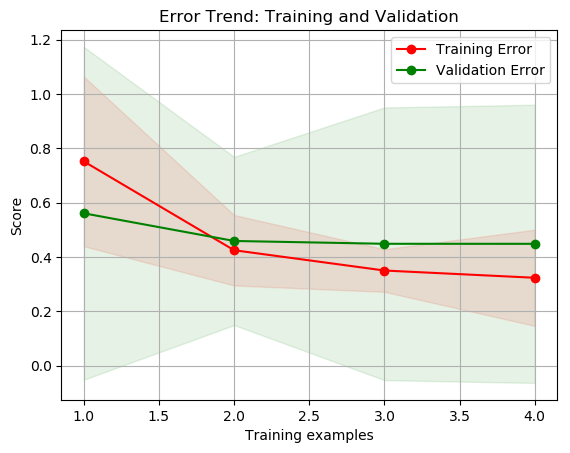 Error Trend: Training and Validation
1.2
1.0
0.8
0.6
0.4
0.2
0.0
Score
Training Error
Validation Error
1.0 1.5 2.0 2.5 3.0 3.5 4.0
Training examples